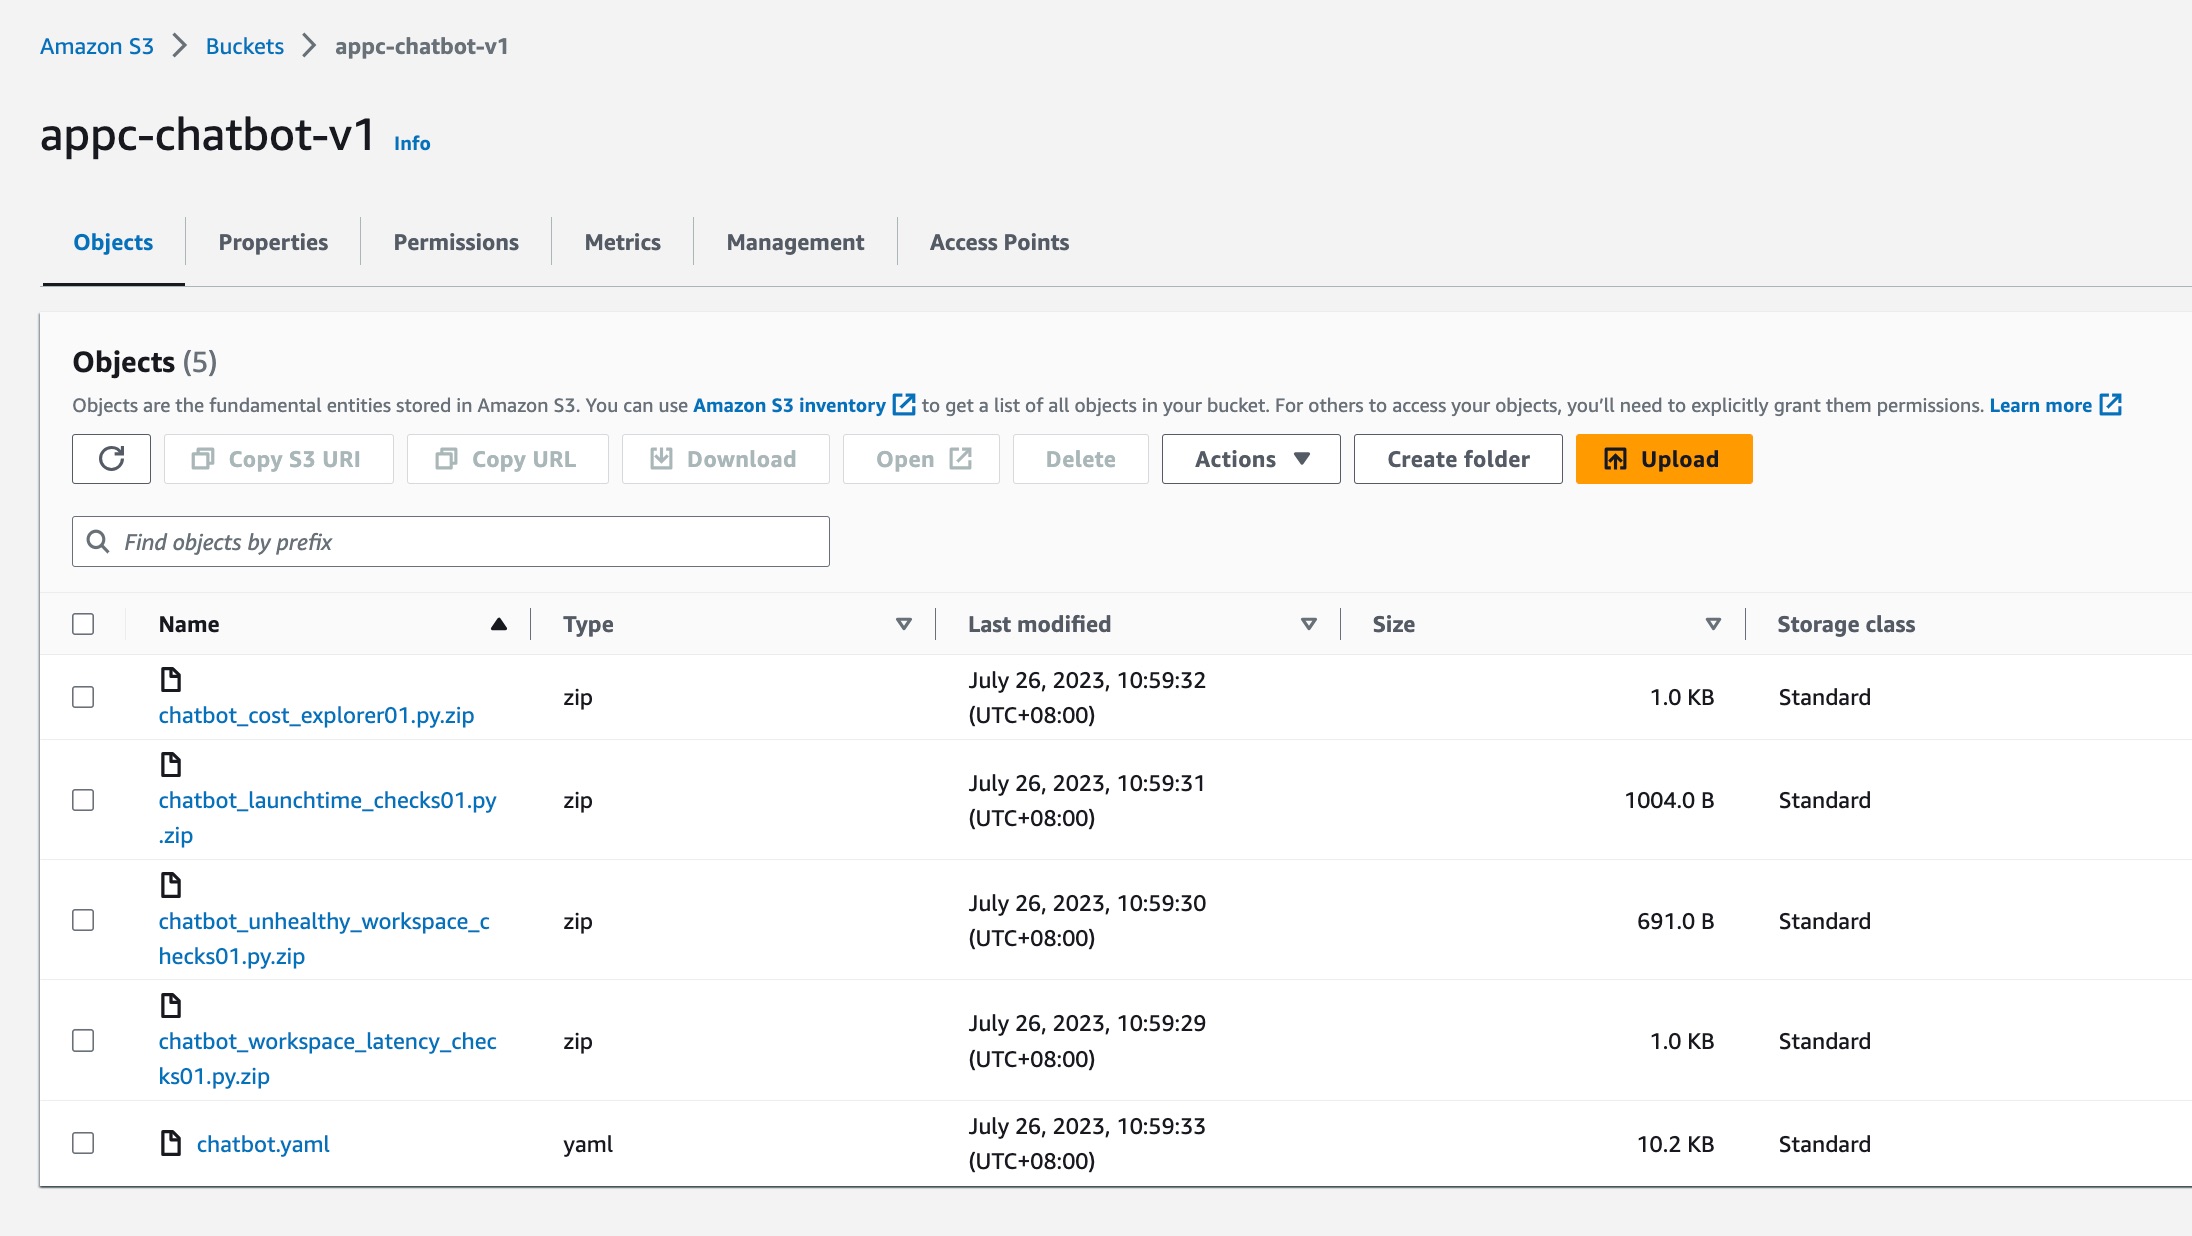 Amazon S3 > Buckets > appc-chatbot-v1
appc-chatbot-v1 Info
Objects Properties Permissions Metrics Management Access Points
Objects (5)
Objects are the fundamental entities stored in Amazon S3. You can use Amazon S3 inventory to get a list of all objects in your bucket. For others to access your objects, you'll need to explicitly grant them permissions. Learn more
Copy S3 URI Copy URL Download Open Delete Actions Create folder Upload
Find objects by prefix
Name Type Last modified Size Storage class
chatbot_cost_explorer01.py.zip zip July 26, 2023, 10:59:32 (UTC+08:00) 1.0 KB Standard
chatbot_launchtime_checks01.py
.zip zip July 26, 2023, 10:59:31 (UTC+08:00) 1004.0 B Standard
chatbot_unhealthy_workspace_c
hecks01.py.zip zip July 26, 2023, 10:59:30 (UTC+08:00) 691.0 B Standard
chatbot_workspace_latency_chec
ks01.py.zip zip July 26, 2023, 10:59:29 (UTC+08:00) 1.0 KB Standard
chatbot.yaml yaml July 26, 2023, 10:59:33 (UTC+08:00) 10.2 KB Standard